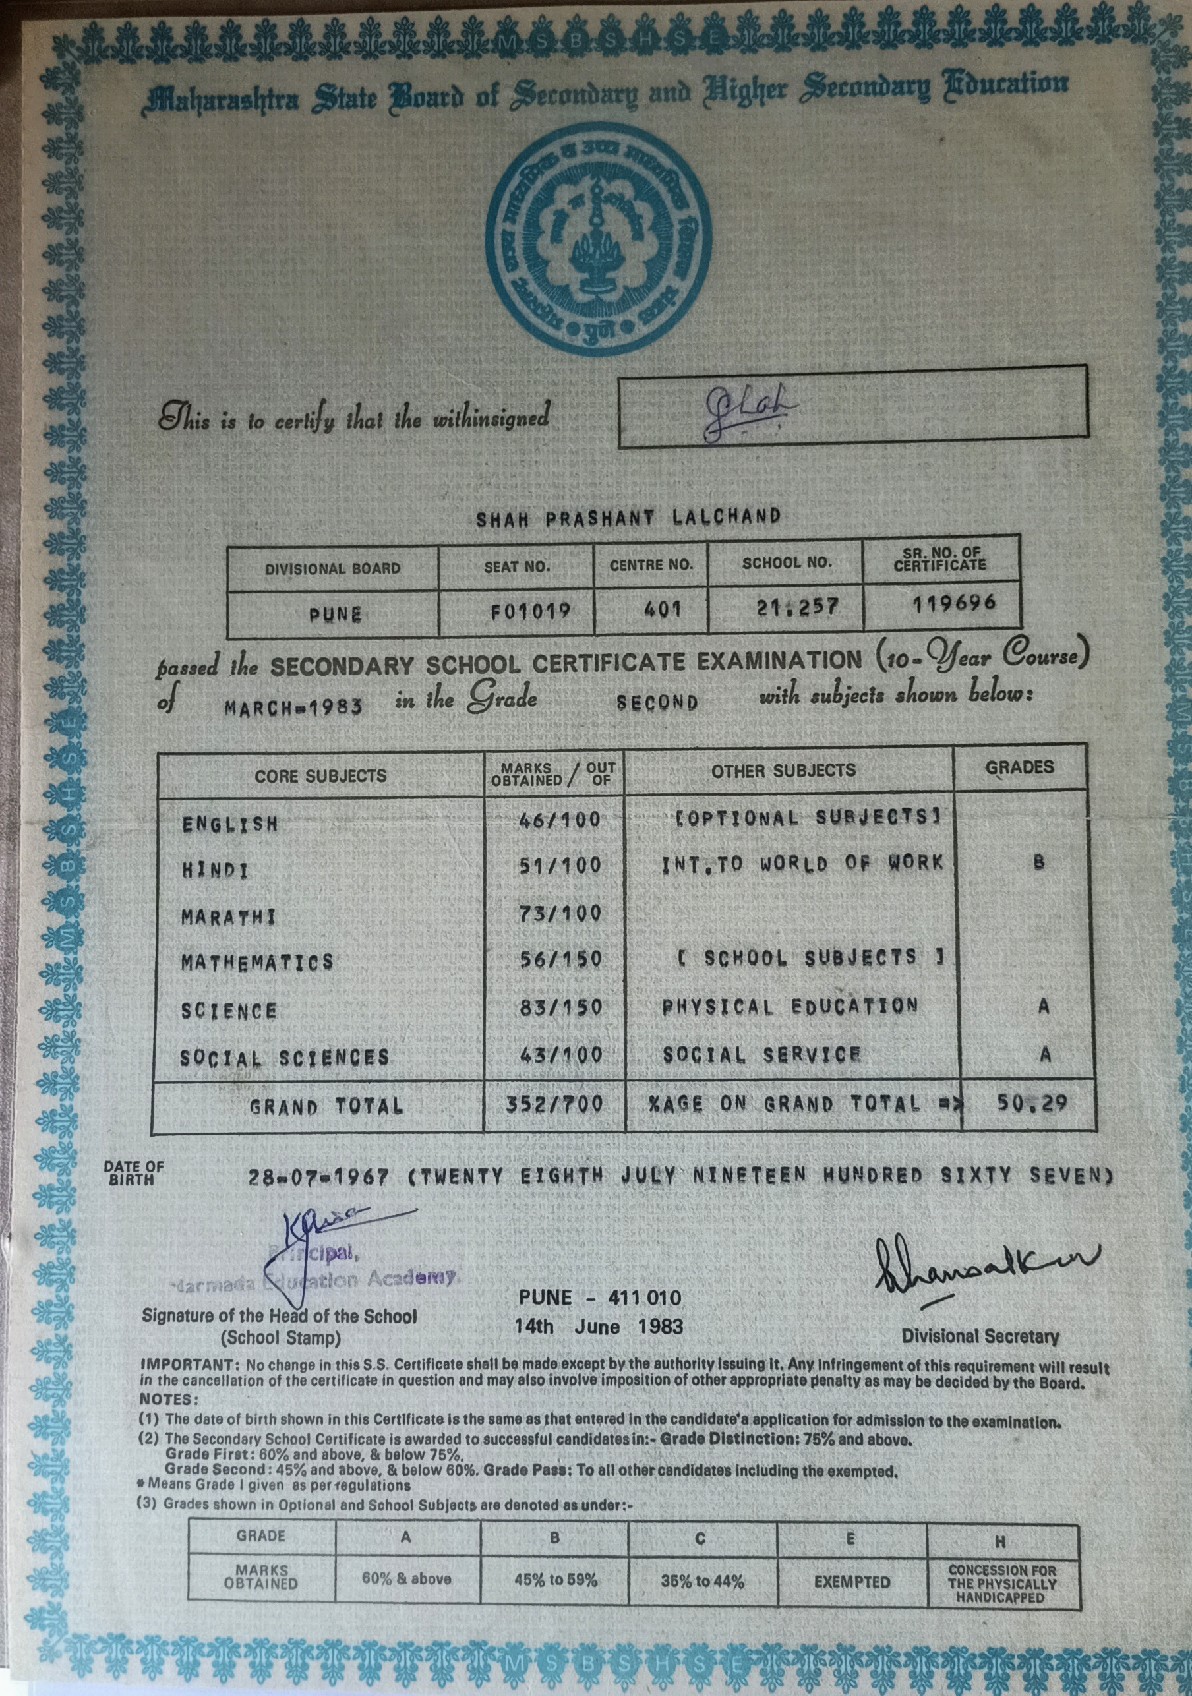 MSBSHSE
Maharashtra State Board of Secondary and Higher Secondary Education
पुणे
This is to certify that the withinsigned
Shah
SHAH PRASHANT LALCHAND
DIVISIONAL BOARD SEAT NO. CENTRE NO. SCHOOL NO. SR. NO. OF CERTIFICATE
PUNE F01019 401 21.257 119696
passed the SECONDARY SCHOOL CERTIFICATE EXAMINATION (10-Year Course)
of MARCH-1983 in the Grade SECOND with subjects shown below:
CORE SUBJECTS MARKS OBTAINED / OUT OF OTHER SUBJECTS GRADES
ENGLISH 46/100 [OPTIONAL SUBJECTS]
HINDI 51/100 INT.TO WORLD OF WORK B
MARATHI 73/100
MATHEMATICS 56/150 [ SCHOOL SUBJECTS ]
SCIENCE 83/150 PHYSICAL EDUCATION A
SOCIAL SCIENCES 43/100 SOCIAL SERVICE A
GRAND TOTAL 352/700 %AGE ON GRAND TOTAL => 50.29
DATE OF BIRTH 28-07-1967 (TWENTY EIGHTH JULY NINETEEN HUNDRED SIXTY SEVEN)
Principal,
Narmada Education Academy.
Signature of the Head of the School
(School Stamp)
PUNE - 411 010
14th June 1983
Divisional Secretary
IMPORTANT: No change in this S.S. Certificate shall be made except by the authority issuing it. Any infringement of this requirement will result
in the cancellation of the certificate in question and may also involve imposition of other appropriate penalty as may be decided by the Board.
NOTES:
(1) The date of birth shown in this Certificate is the same as that entered in the candidate's application for admission to the examination.
(2) The Secondary School Certificate is awarded to successful candidates in:- Grade Distinction: 75% and above.
Grade First: 60% and above, & below 75%.
Grade Second: 45% and above, & below 60%. Grade Pass: To all other candidates including the exempted.
* Means Grade I given as per regulations
(3) Grades shown in Optional and School Subjects are denoted as under:-
GRADE A B C E H
MARKS OBTAINED 60% & above 45% to 59% 35% to 44% EXEMPTED CONCESSION FOR THE PHYSICALLY HANDICAPPED
MSBSHSE